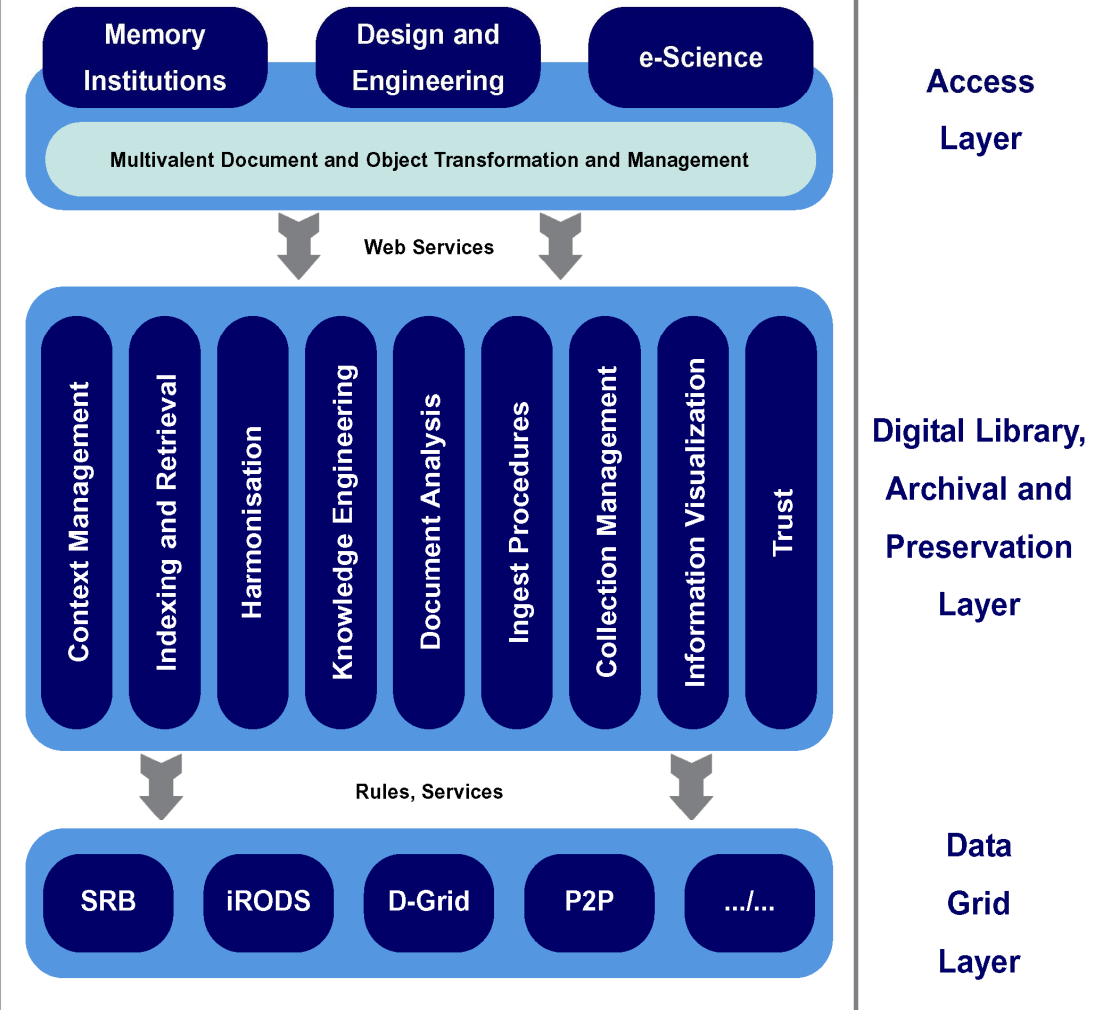 Memory
Institutions
Design and
Engineering
e-Science
Access
Layer
Multivalent Document and Object Transformation and Management
Web Services
Context Management
Indexing and Retrieval
Harmonisation
Knowledge Engineering
Document Analysis
Ingest Procedures
Collection Management
Information Visualization
Trust
Digital Library,
Archival and
Preservation
Layer
Rules, Services
SRB
iRODS
D-Grid
P2P
.../...
Data
Grid
Layer